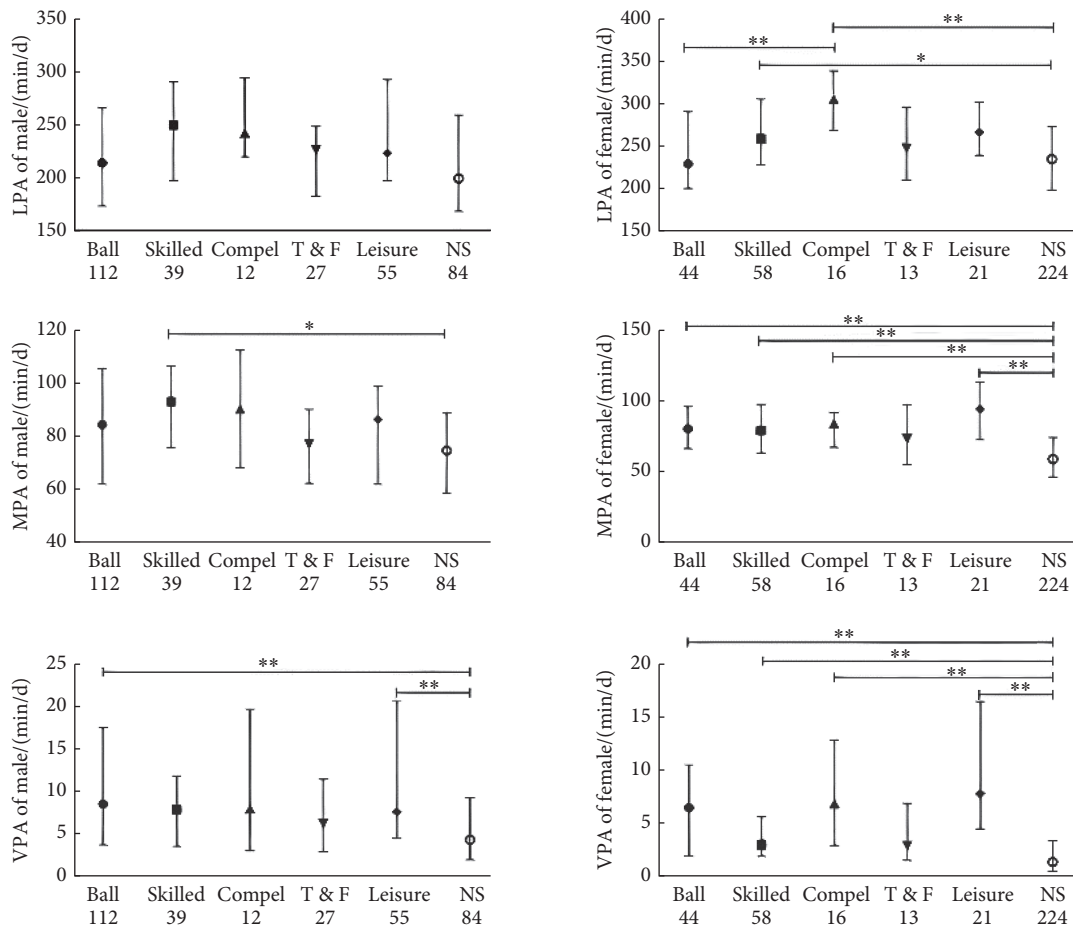 LPA of male/(min/d)
350
300
250
200
150
Ball Skilled Compel T & F Leisure NS
112 39 12 27 55 84
LPA of female/(min/d)
400
350
300
250
200
150
**
**
*
Ball Skilled Compel T & F Leisure NS
44 58 16 13 21 224
MPA of male/(min/d)
120
100
80
60
40
*
Ball Skilled Compel T & F Leisure NS
112 39 12 27 55 84
MPA of female/(min/d)
150
100
50
0
**
**
**
**
Ball Skilled Compel T & F Leisure NS
44 58 16 13 21 224
VPA of male/(min/d)
25
20
15
10
5
0
**
**
Ball Skilled Compel T & F Leisure NS
112 39 12 27 55 84
VPA of female/(min/d)
20
15
10
5
0
**
**
**
**
Ball Skilled Compel T & F Leisure NS
44 58 16 13 21 224